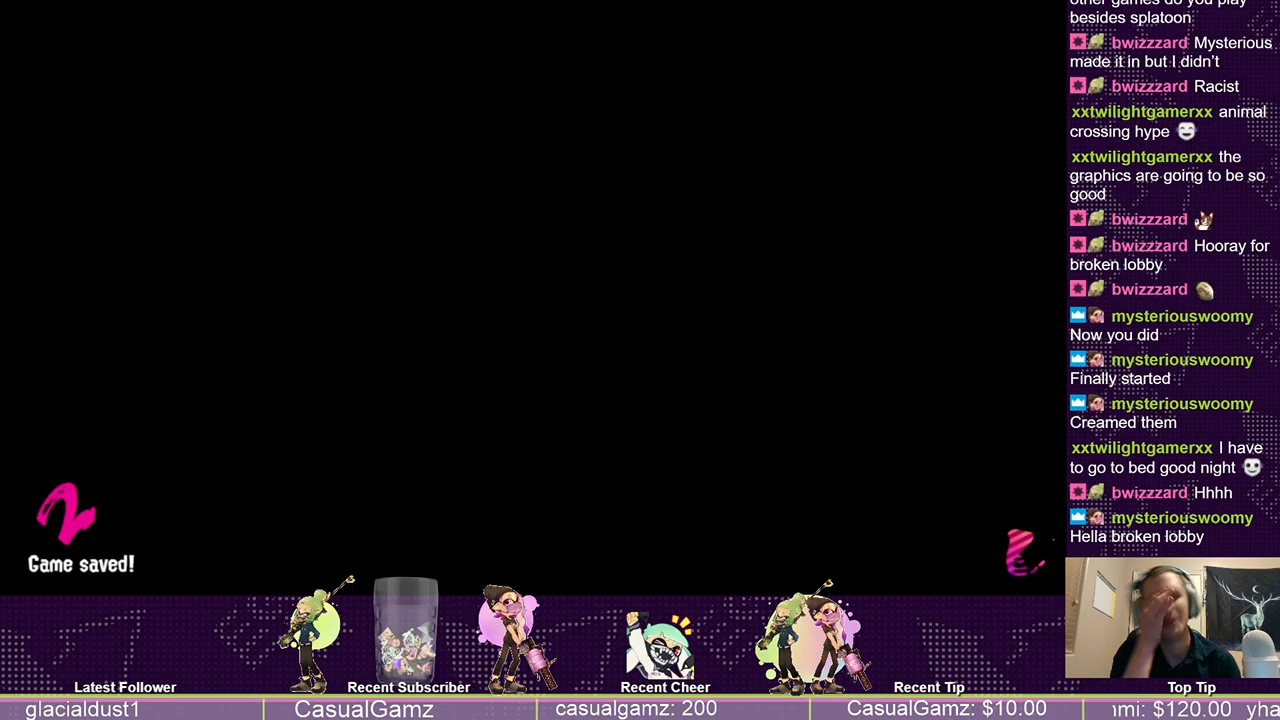 other games do you play
besides splatoon
bwizzzard Mysterious
made it in but I didn't
bwizzzard Racist
xxtwilightgamerxx animal
crossing hype
xxtwilightgamerxx the
graphics are going to be so
good
bwizzzard
bwizzzard Hooray for
broken lobby
bwizzzard
mysteriouswoomy
Now you did
mysteriouswoomy
Finally started
mysteriouswoomy
Creamed them
xxtwilightgamerxx I have
to go to bed good night
bwizzzard Hhhh
mysteriouswoomy
Hella broken lobby
2
Game saved!
Latest Follower
Recent Subscriber
Recent Cheer
Recent Tip
Top Tip
glacialdust1
CasualGamz
casualgamz: 200
CasualGamz: $10.00
mi: $120.00 yha